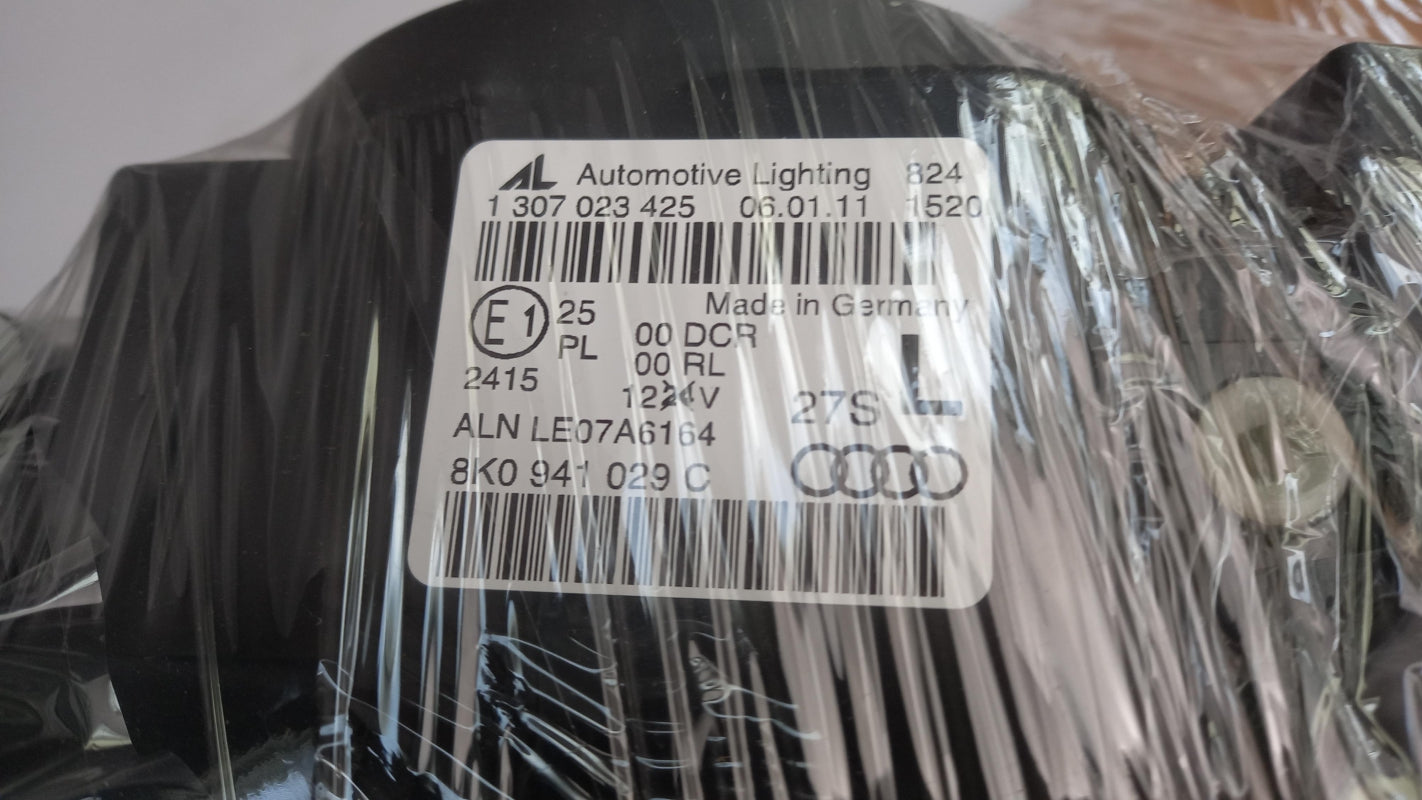 AL Automotive Lighting 824
1 307 023 425 06.01.11 1520
Made in Germany
E1 25 00 DCR
PL 00 RL
2415
1224V
27S L
ALN LE07A6164
8K0 941 029 C